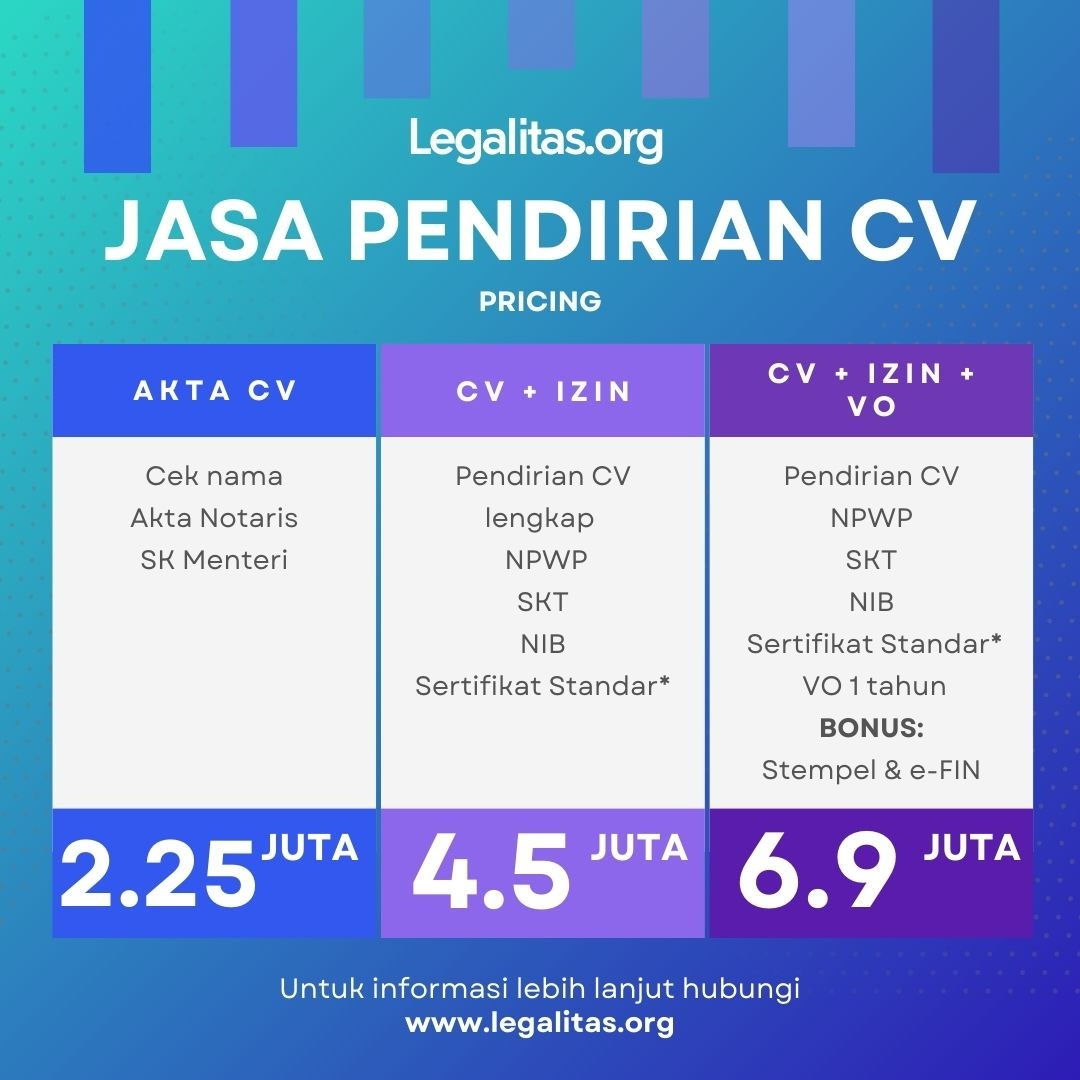 Legalitas.org
JASA PENDIRIAN CV
PRICING
AKTA CV
Cek nama
Akta Notaris
SK Menteri
2.25 JUTA
CV + IZIN
Pendirian CV
lengkap
NPWP
SKT
NIB
Sertifikat Standar*
4.5 JUTA
CV + IZIN +
VO
Pendirian CV
NPWP
SKT
NIB
Sertifikat Standar*
VO 1 tahun
BONUS:
Stempel & e-FIN
6.9 JUTA
Untuk informasi lebih lanjut hubungi
www.legalitas.org